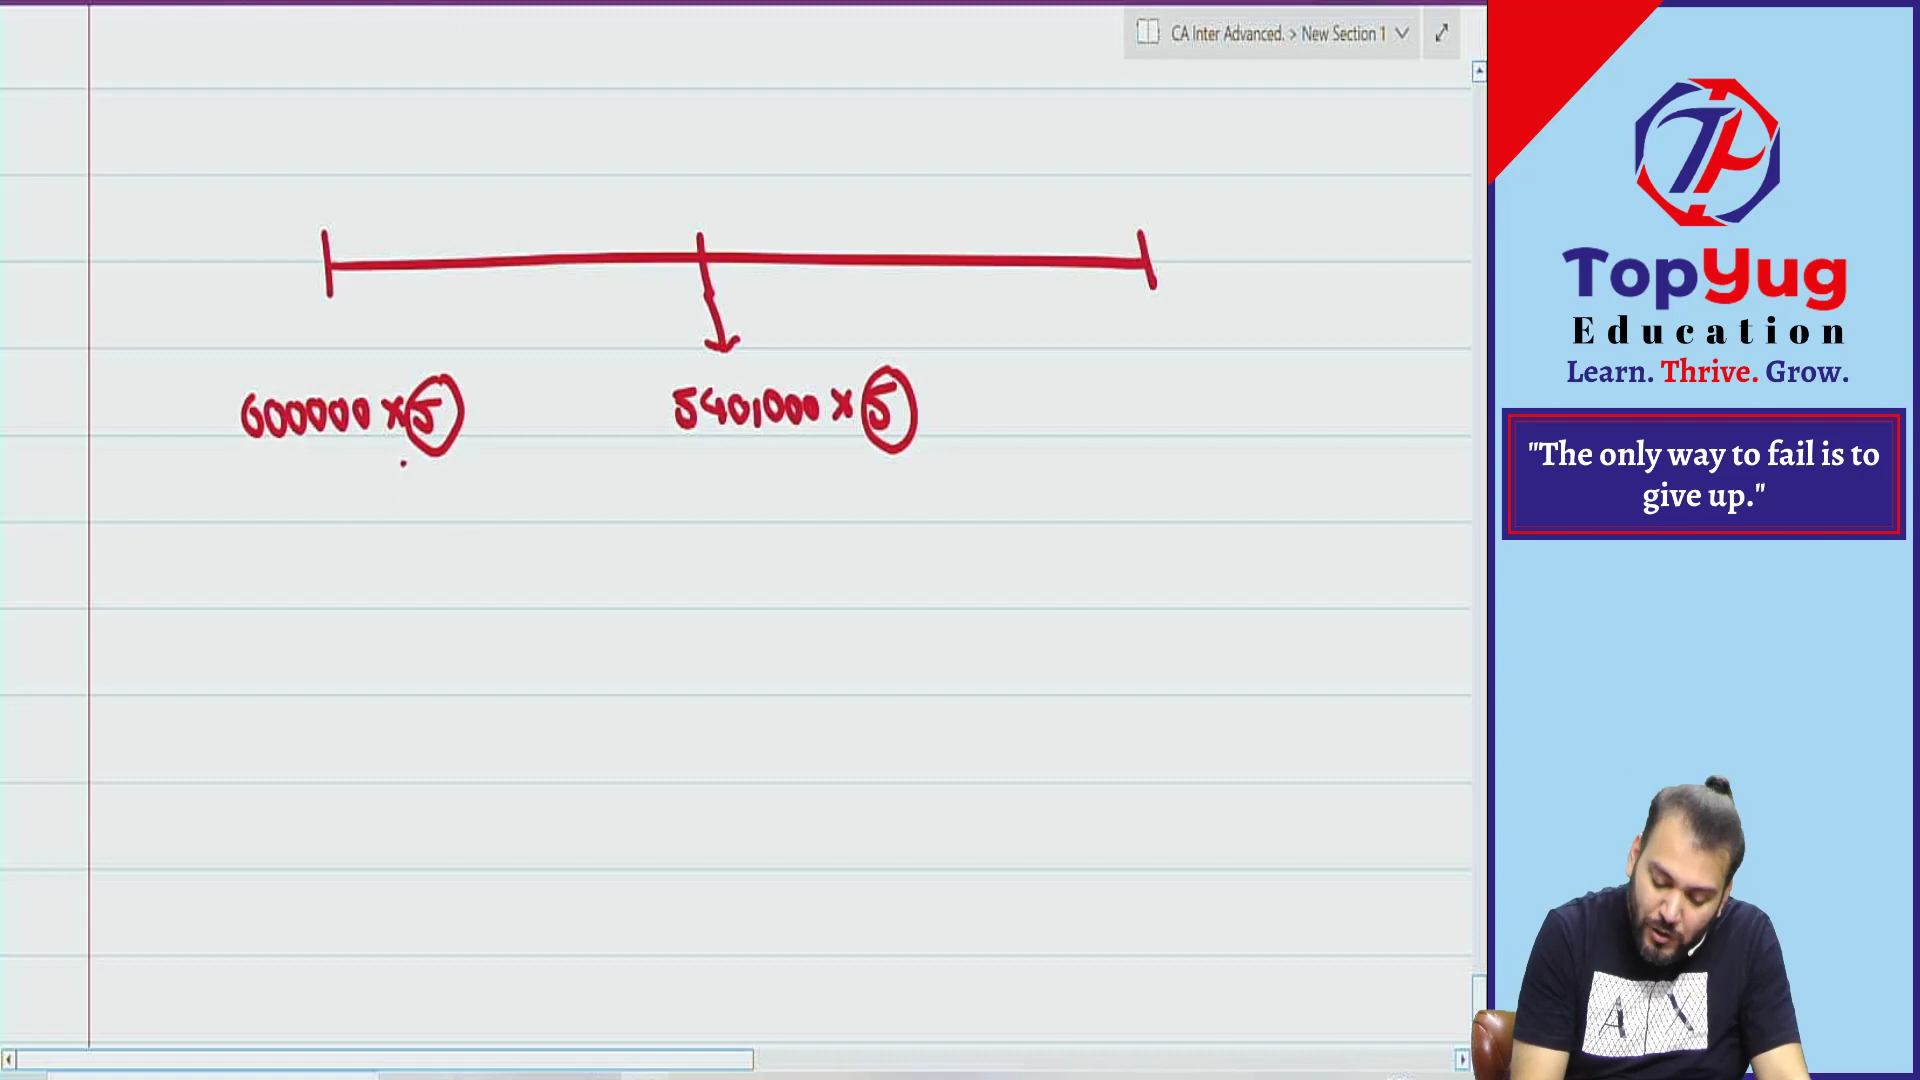 CA Inter Advanced. > New Section 1
600000 × 5
5401000 × 5
TopYug
Education
Learn. Thrive. Grow.
"The only way to fail is to
give up."
A X